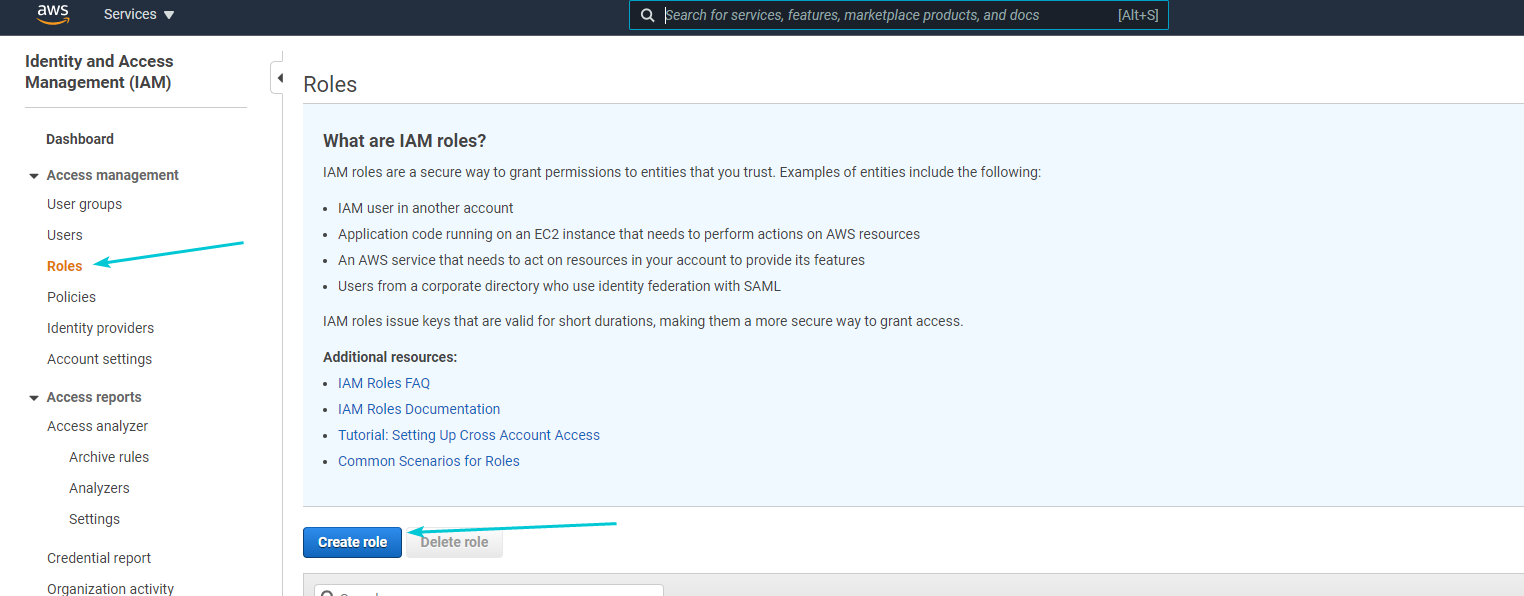 aws
Services
Search for services, features, marketplace products, and docs
[Alt+S]
Identity and Access
Management (IAM)
Dashboard
Access management
User groups
Users
Roles
Policies
Identity providers
Account settings
Access reports
Access analyzer
Archive rules
Analyzers
Settings
Credential report
Organization activity
Roles
What are IAM roles?
IAM roles are a secure way to grant permissions to entities that you trust. Examples of entities include the following:
• IAM user in another account
• Application code running on an EC2 instance that needs to perform actions on AWS resources
• An AWS service that needs to act on resources in your account to provide its features
• Users from a corporate directory who use identity federation with SAML
IAM roles issue keys that are valid for short durations, making them a more secure way to grant access.
Additional resources:
• IAM Roles FAQ
• IAM Roles Documentation
• Tutorial: Setting Up Cross Account Access
• Common Scenarios for Roles
Create role
Delete role